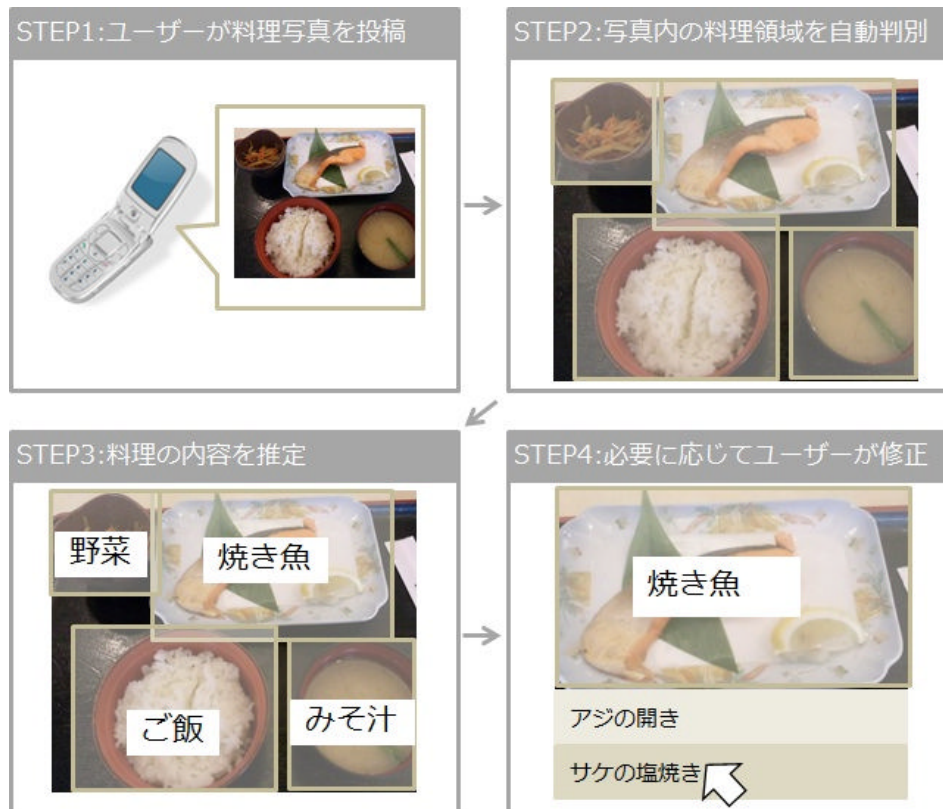 STEP1:ユーザーが料理写真を投稿
STEP2:写真内の料理領域を自動判別
STEP3:料理の内容を推定
野菜
焼き魚
ご飯
みそ汁
STEP4:必要に応じてユーザーが修正
焼き魚
アジの開き
サケの塩焼き